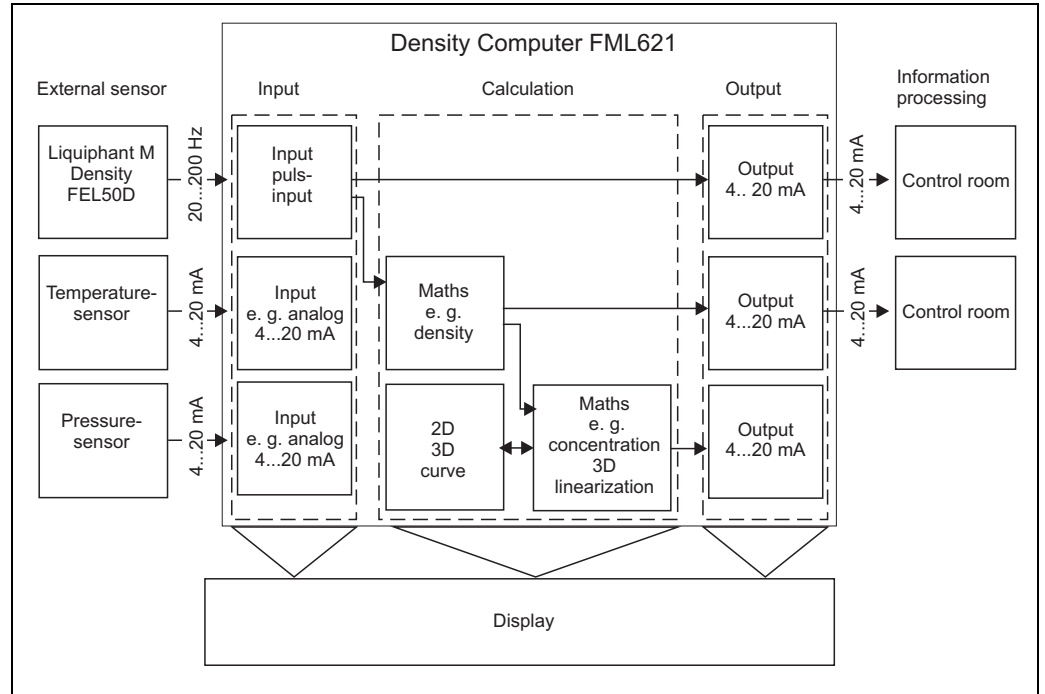 Density Computer FML621
External sensor
Input
Calculation
Output
Information
processing
Liquiphant M
Density
FEL50D
20...200 Hz
Input
puls-
input
Output
4.. 20 mA
4...20 mA
Control room
Temperature-
sensor
4...20 mA
Input
e. g. analog
4...20 mA
Maths
e. g.
density
Output
4...20 mA
4...20 mA
Control room
Pressure-
sensor
4...20 mA
Input
e. g. analog
4...20 mA
2D
3D
curve
Maths
e. g.
concentration
3D
linearization
Output
4...20 mA
Display